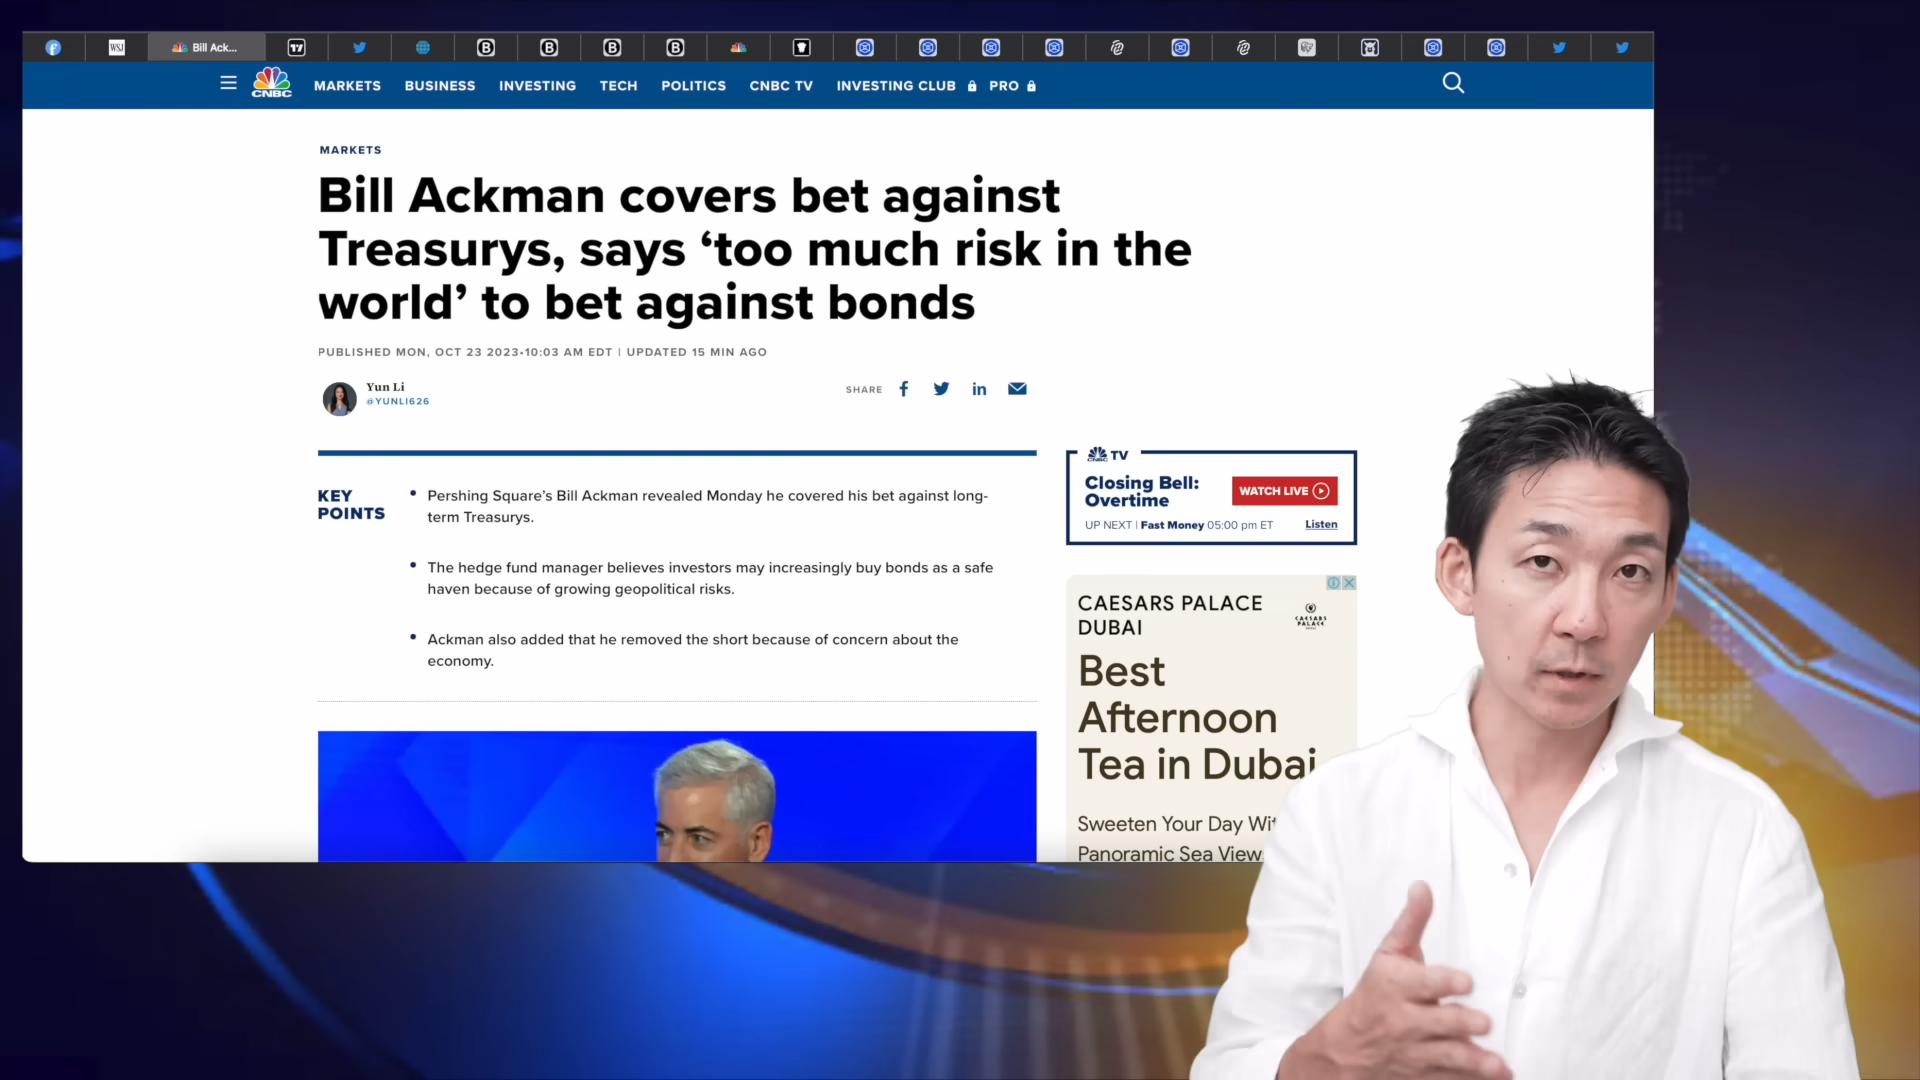 WSJ
Bill Ack...
CNBC
MARKETS BUSINESS INVESTING TECH POLITICS CNBC TV INVESTING CLUB PRO
MARKETS
Bill Ackman covers bet against
Treasurys, says ‘too much risk in the
world’ to bet against bonds
PUBLISHED MON, OCT 23 2023•10:03 AM EDT | UPDATED 15 MIN AGO
Yun Li
@YUNLI626
SHARE
KEY
POINTS
• Pershing Square’s Bill Ackman revealed Monday he covered his bet against long-
term Treasurys.
• The hedge fund manager believes investors may increasingly buy bonds as a safe
haven because of growing geopolitical risks.
• Ackman also added that he removed the short because of concern about the
economy.
CNBC TV
Closing Bell:
Overtime
WATCH LIVE
UP NEXT | Fast Money 05:00 pm ET
Listen
CAESARS PALACE
DUBAI
CAESARS
PALACE
Best
Afternoon
Tea in Dubai
Sweeten Your Day Wit
Panoramic Sea View